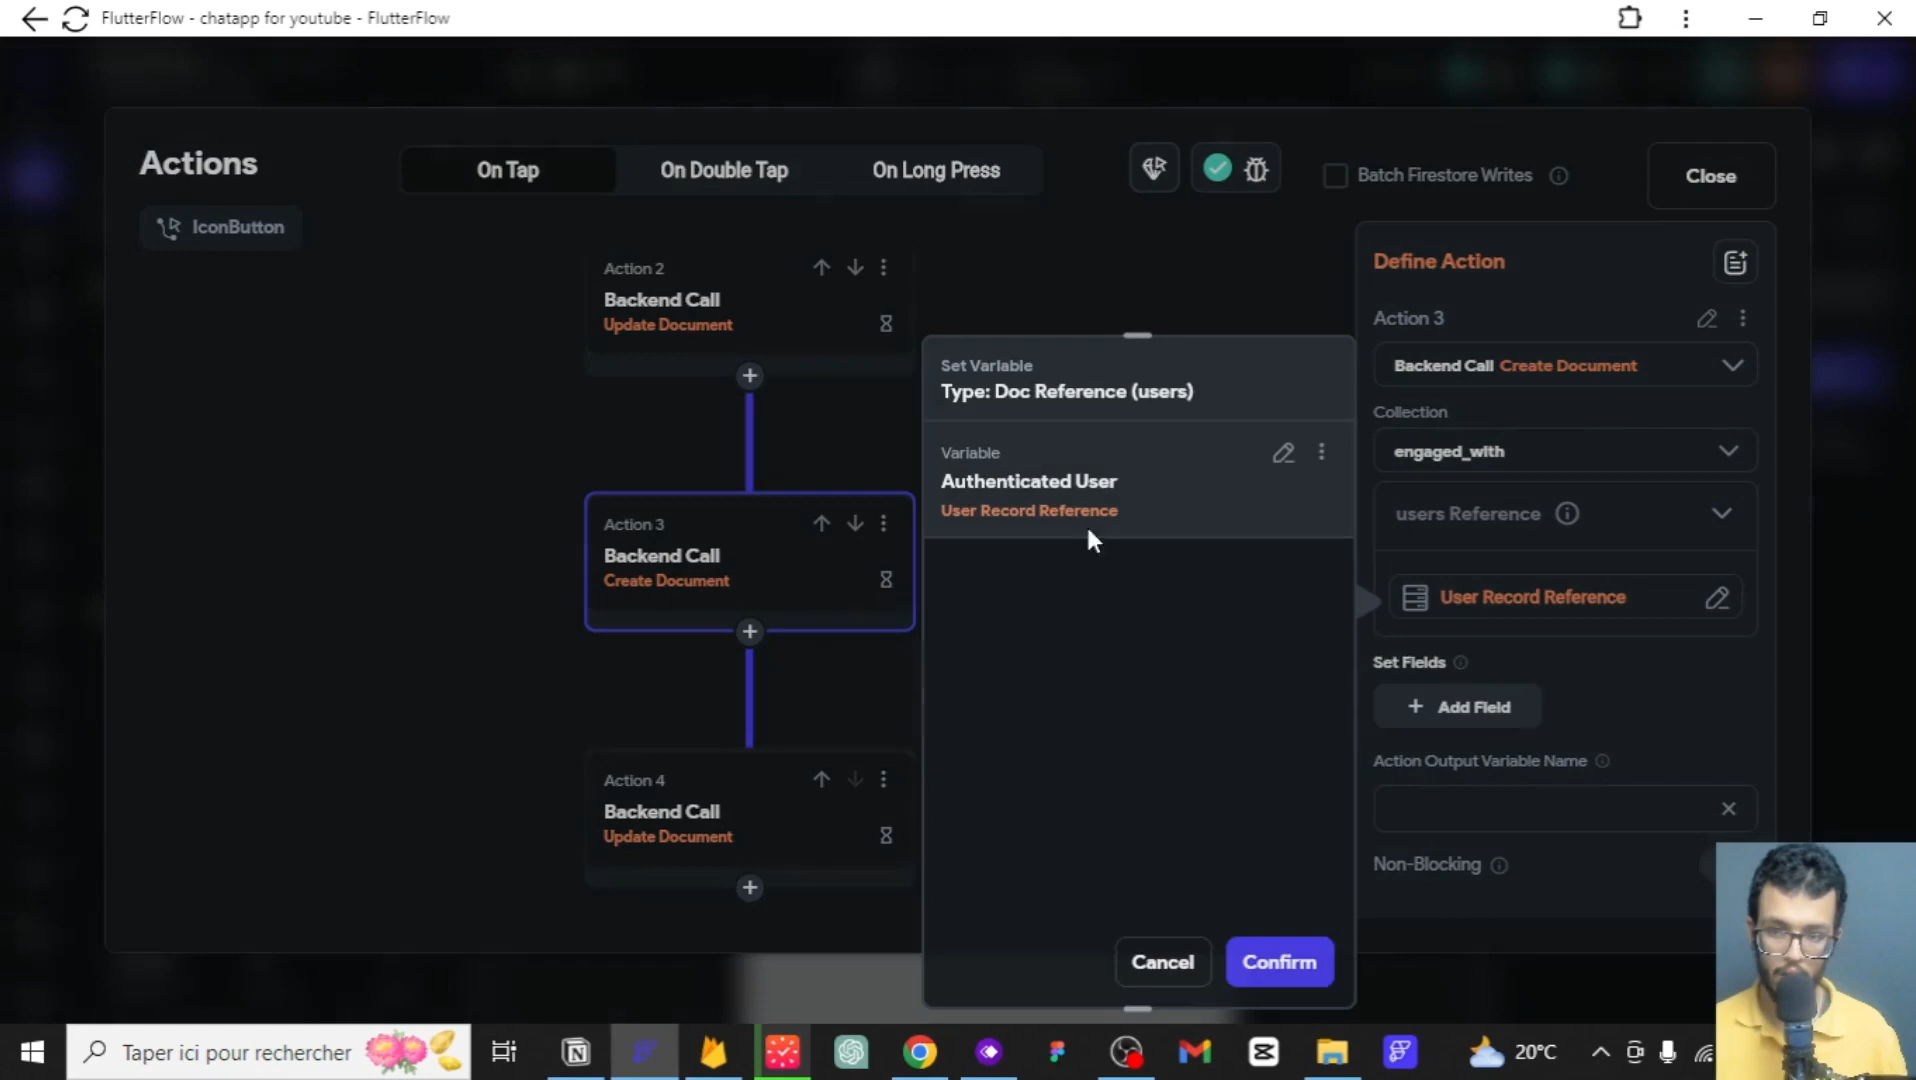 FlutterFlow - chatapp for youtube - FlutterFlow
Actions
On Tap
On Double Tap
On Long Press
Batch Firestore Writes
Close
IconButton
Action 2
Backend Call
Update Document
Action 3
Backend Call
Create Document
Action 4
Backend Call
Update Document
Set Variable
Type: Doc Reference (users)
Variable
Authenticated User
User Record Reference
Cancel
Confirm
Define Action
Action 3
Backend Call Create Document
Collection
engaged_with
users Reference
User Record Reference
Set Fields
Add Field
Action Output Variable Name
Non-Blocking
Taper ici pour rechercher
20°C